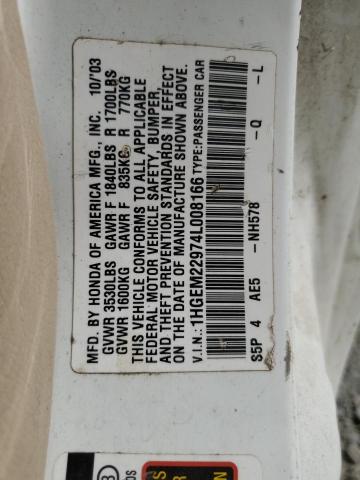 MFD. BY HONDA OF AMERICA MFG., INC. 10/'03
GVWR 3530LBS GAWR F 1840LBS R 1700LBS
GVWR 1600KG GAWR F 835KG R 770KG
THIS VEHICLE CONFORMS TO ALL APPLICABLE
FEDERAL MOTOR VEHICLE SAFETY, BUMPER,
AND THEFT PREVENTION STANDARDS IN EFFECT
ON THE DATE OF MANUFACTURE SHOWN ABOVE.
V.I.N.: 1HGEM22974L008166 TYPE: PASSENGER CAR
S5P 4 AE5 -NH578 -Q -L